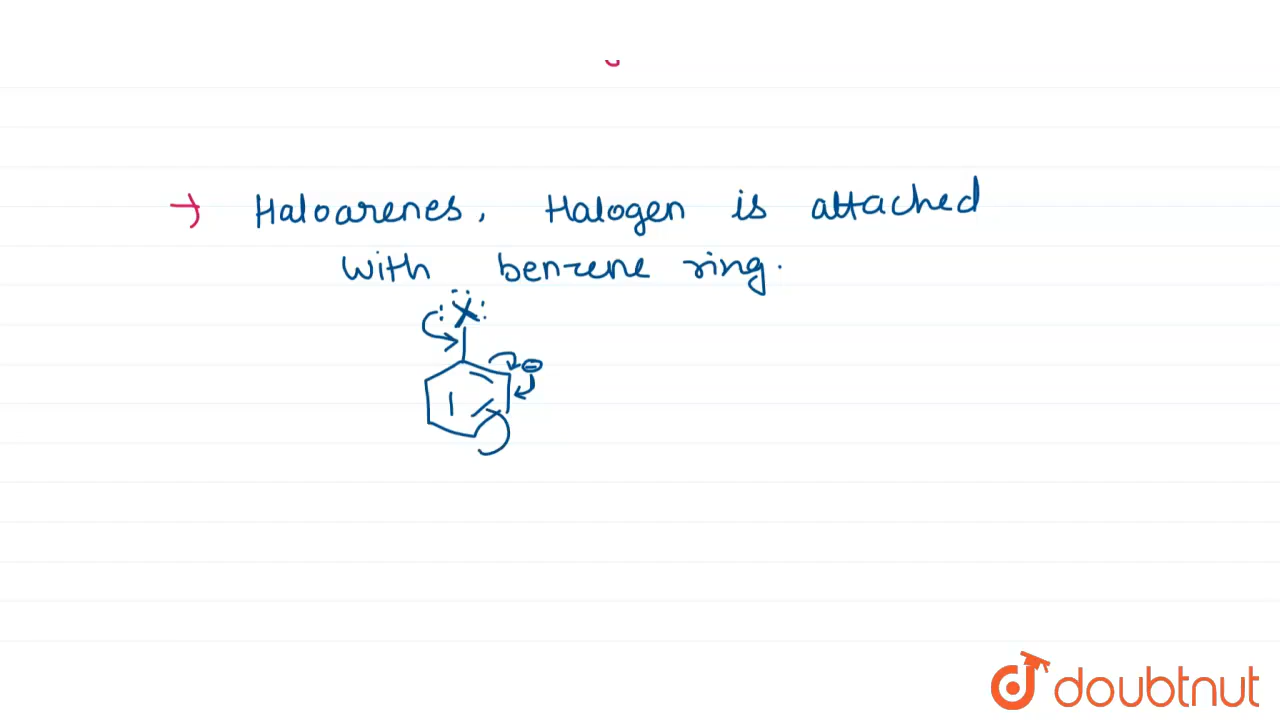 → Haloarenes, Halogen is attached
with benzene ring.
:Ẍ:
⊖
doubtnut